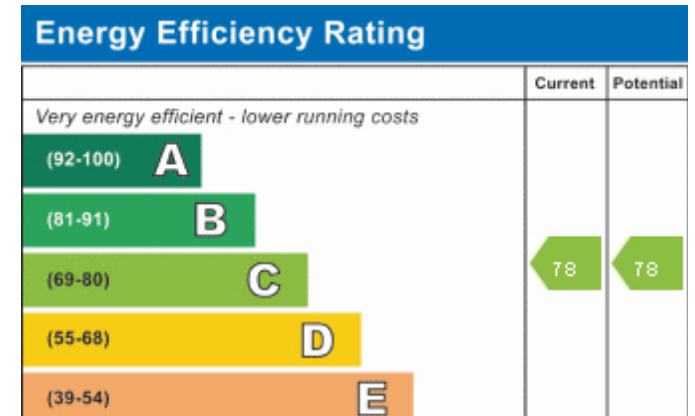 Energy Efficiency Rating
Current Potential
Very energy efficient - lower running costs
(92-100) A
(81-91) B
(69-80) C 78 78
(55-68) D
(39-54) E